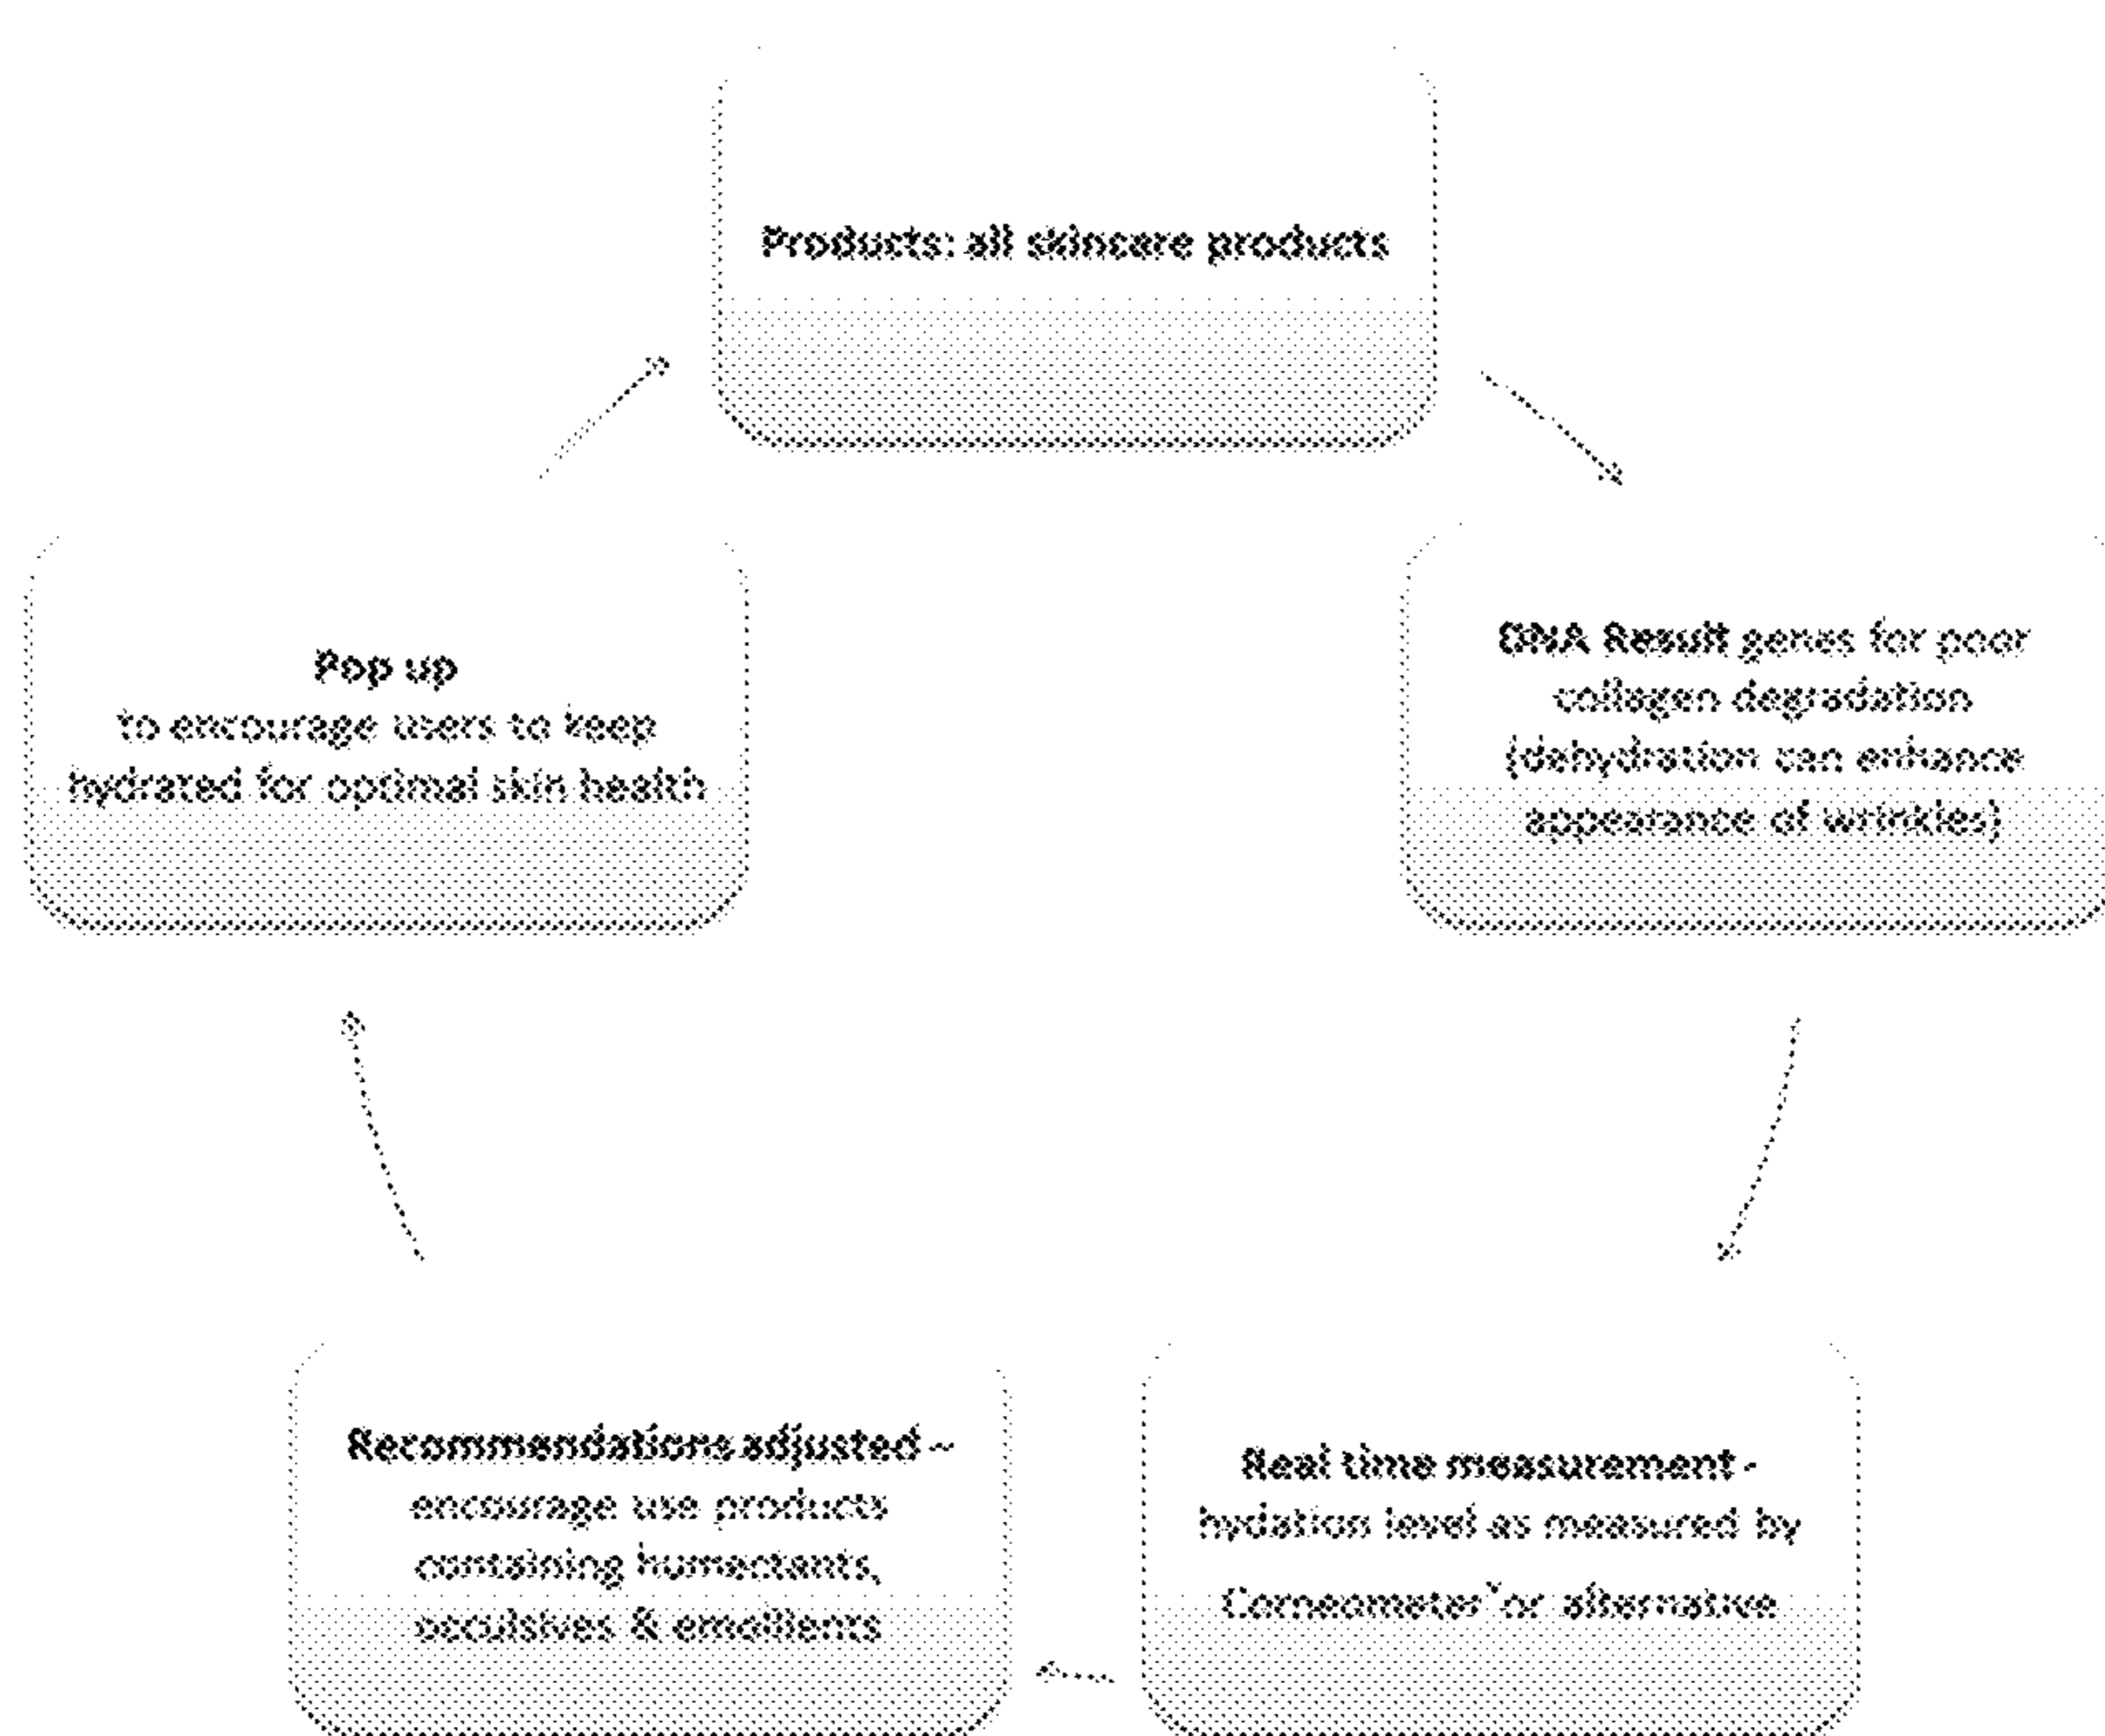 Products: all skincare products
DNA Result genes for poor
collagen degradation
(dehydration can enhance
appearance of wrinkles)
Real time measurement -
hydation level as measured by
Corneometer or alternative
Recommendations adjusted –
encourage use products
containing humectants,
occulsives & emollients
Pop up
to encourage users to keep
hydrated for optimal skin health